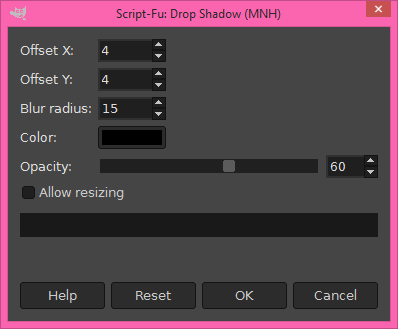 Script-Fu: Drop Shadow (MNH)
Offset X: 4
Offset Y: 4
Blur radius: 15
Color:
Opacity: 60
Allow resizing
Help Reset OK Cancel